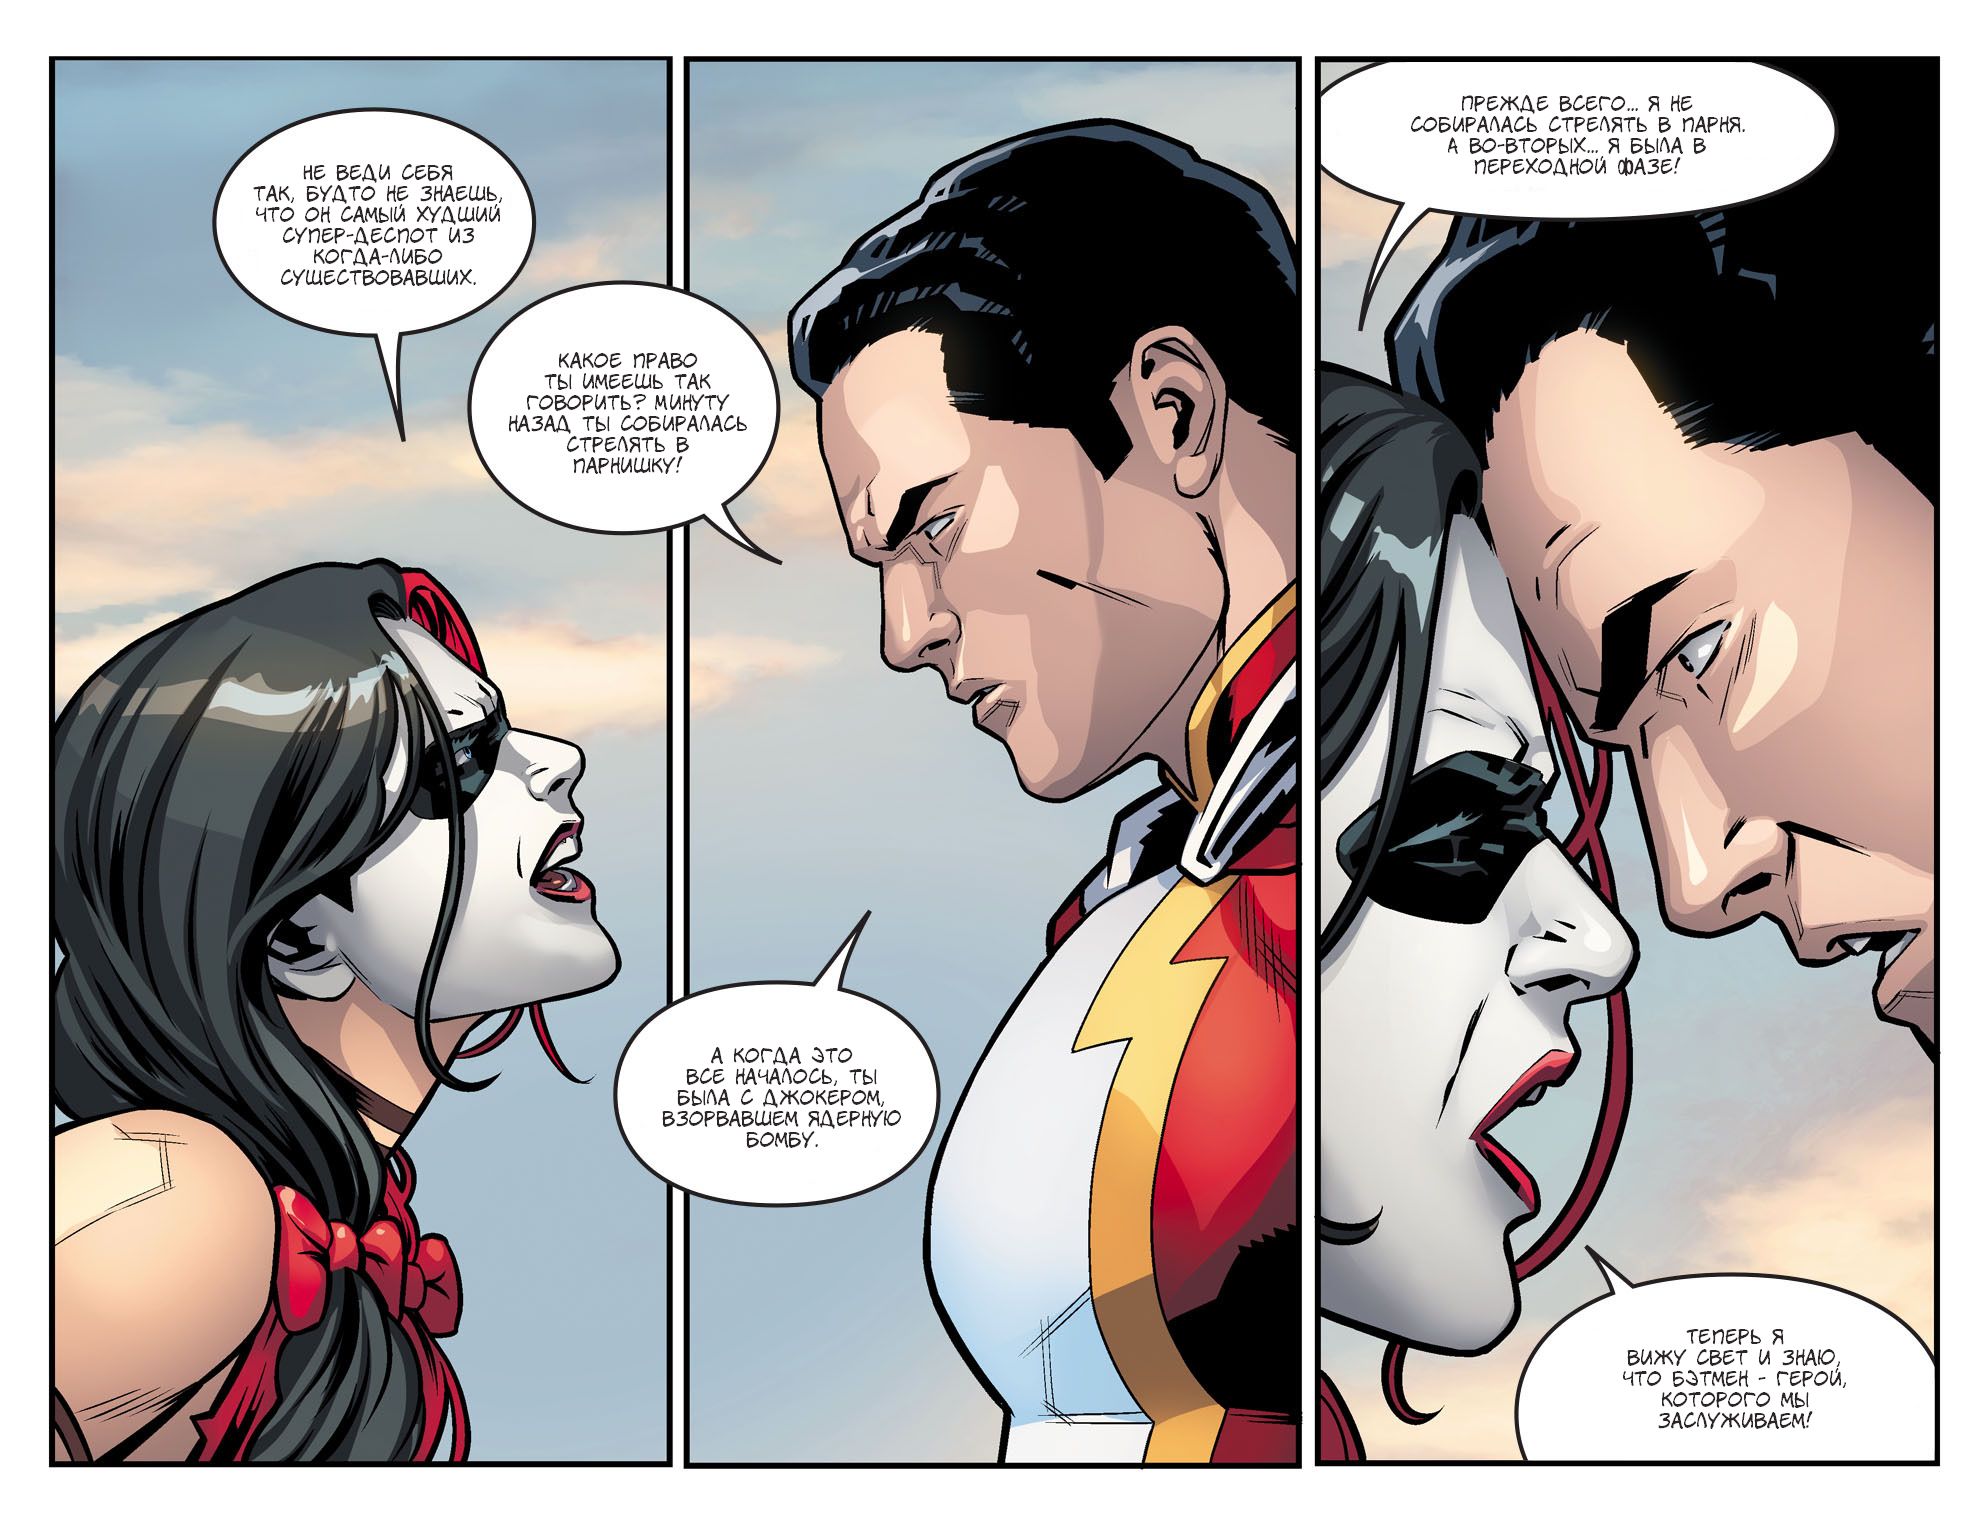 НЕ ВЕДИ СЕБЯ
ТАК, БУДТО НЕ ЗНАЕШЬ,
ЧТО ОН САМЫЙ ХУДШИЙ
СУПЕР-ДЕСПОТ ИЗ
КОГДА-ЛИБО
СУЩЕСТВОВАВШИХ.
КАКОЕ ПРАВО
ТЫ ИМЕЕШЬ ТАК
ГОВОРИТЬ? МИНУТУ
НАЗАД ТЫ СОБИРАЛАСЬ
СТРЕЛЯТЬ В
ПАРНИШКУ!
А КОГДА ЭТО
ВСЕ НАЧАЛОСЬ, ТЫ
БЫЛА С ДЖОКЕРОМ,
ВЗОРВАВШЕМ ЯДЕРНУЮ
БОМБУ.
ПРЕЖДЕ ВСЕГО... Я НЕ
СОБИРАЛАСЬ СТРЕЛЯТЬ В ПАРНЯ.
А ВО-ВТОРЫХ... Я БЫЛА В
ПЕРЕХОДНОЙ ФАЗЕ!
ТЕПЕРЬ Я
ВИЖУ СВЕТ И ЗНАЮ,
ЧТО БЭТМЕН - ГЕРОЙ,
КОТОРОГО МЫ
ЗАСЛУЖИВАЕМ!